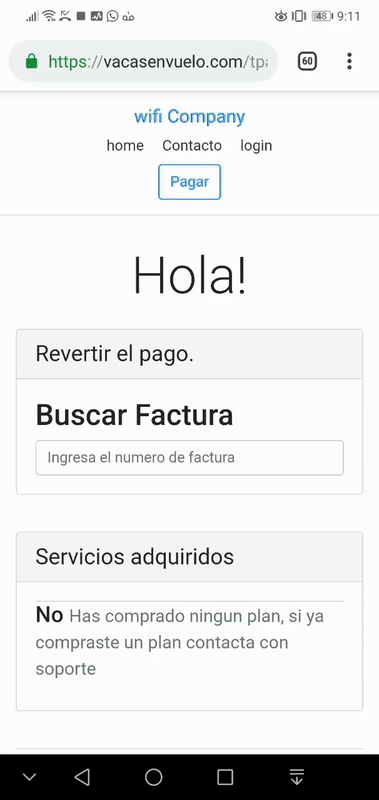 48 9:11
https://vacasenvuelo.com/tpa
60
wifi Company
home Contacto login
Pagar
Hola!
Revertir el pago.
Buscar Factura
Ingresa el numero de factura
Servicios adquiridos
No Has comprado ningun plan, si ya
compraste un plan contacta con
soporte